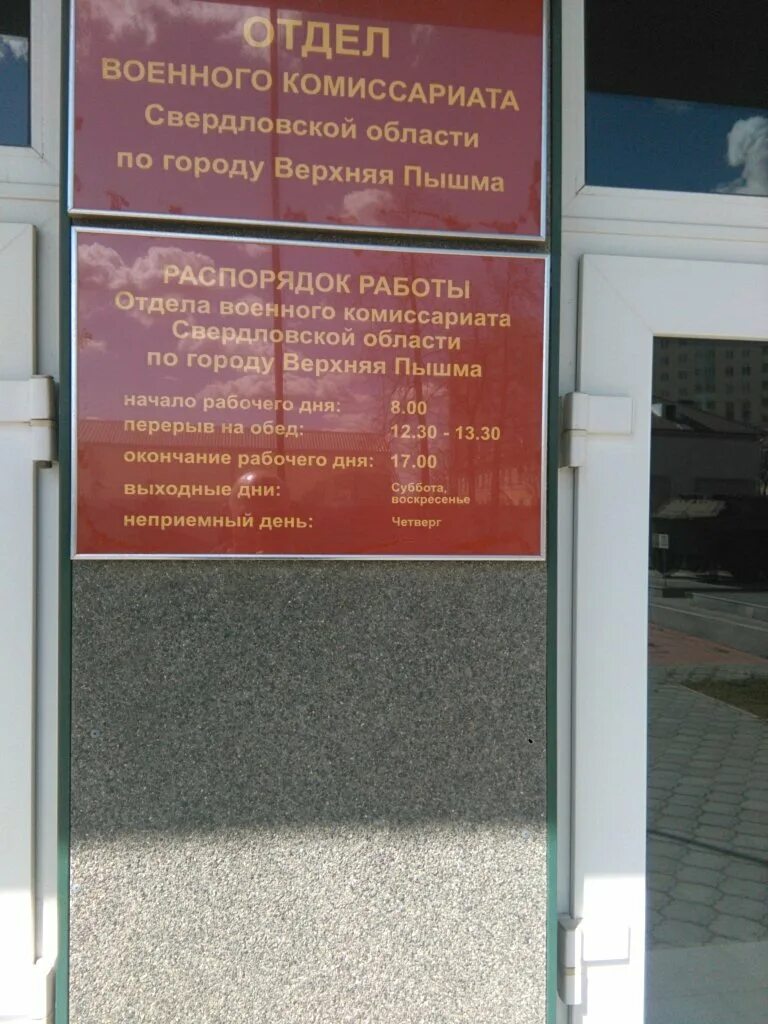 ОТДЕЛ
ВОЕННОГО КОМИССАРИАТА
Свердловской области
по городу Верхняя Пышма
РАСПОРЯДОК РАБОТЫ
Отдела военного комиссариата
Свердловской области
по городу Верхняя Пышма
начало рабочего дня: 8.00
перерыв на обед: 12.30 - 13.30
окончание рабочего дня: 17.00
выходные дни: Суббота,
воскресенье
неприемный день: Четверг